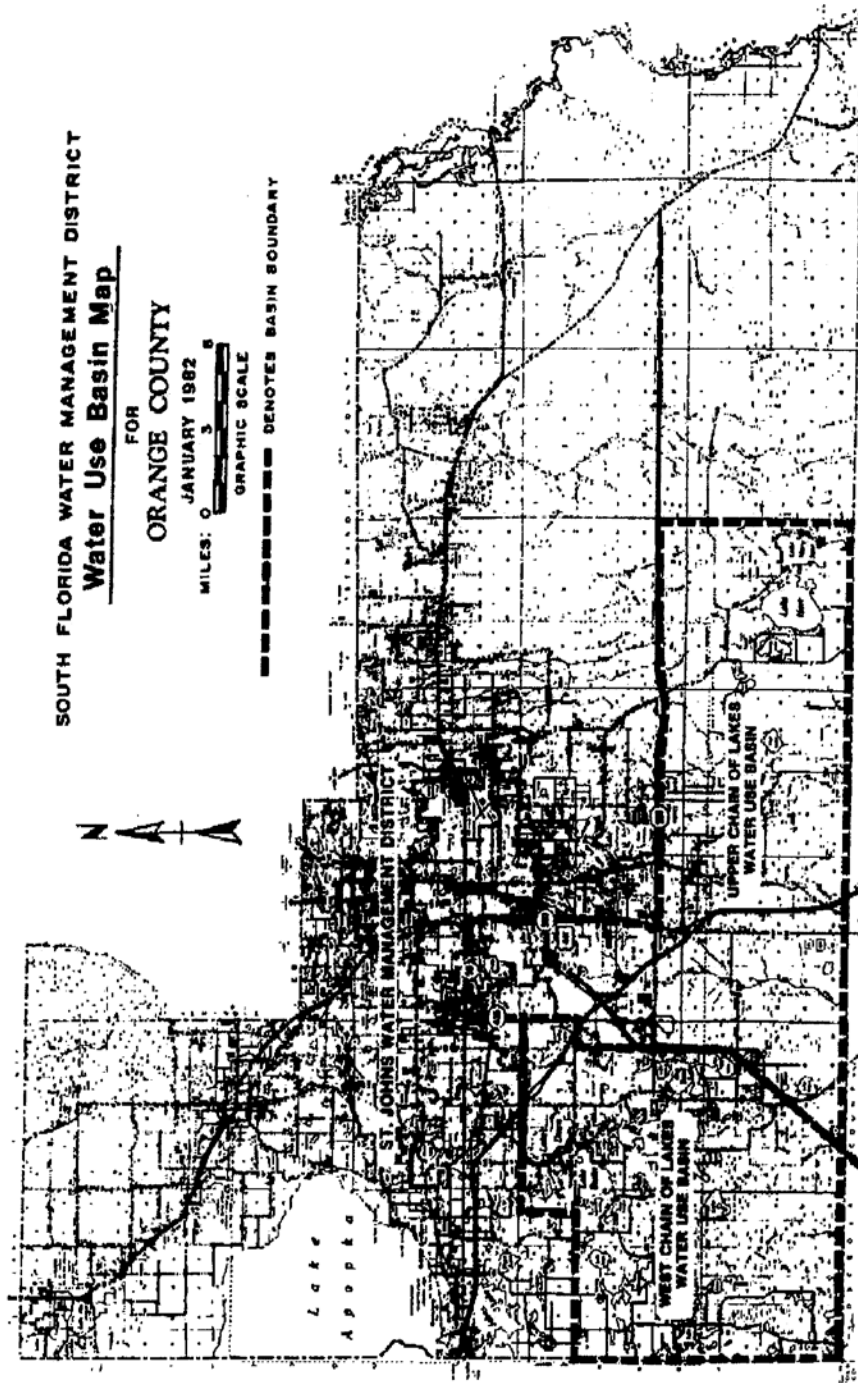 SOUTH FLORIDA WATER MANAGEMENT DISTRICT
Water Use Basin Map
FOR
ORANGE COUNTY
JANUARY 1982
MILES: 0 3 6
GRAPHIC SCALE
DENOTES BASIN BOUNDARY
N
Lake
Apopka
ST. JOHNS WATER MANAGEMENT DISTRICT
WEST CHAIN OF LAKES
WATER USE BASIN
UPPER CHAIN OF LAKES
WATER USE BASIN